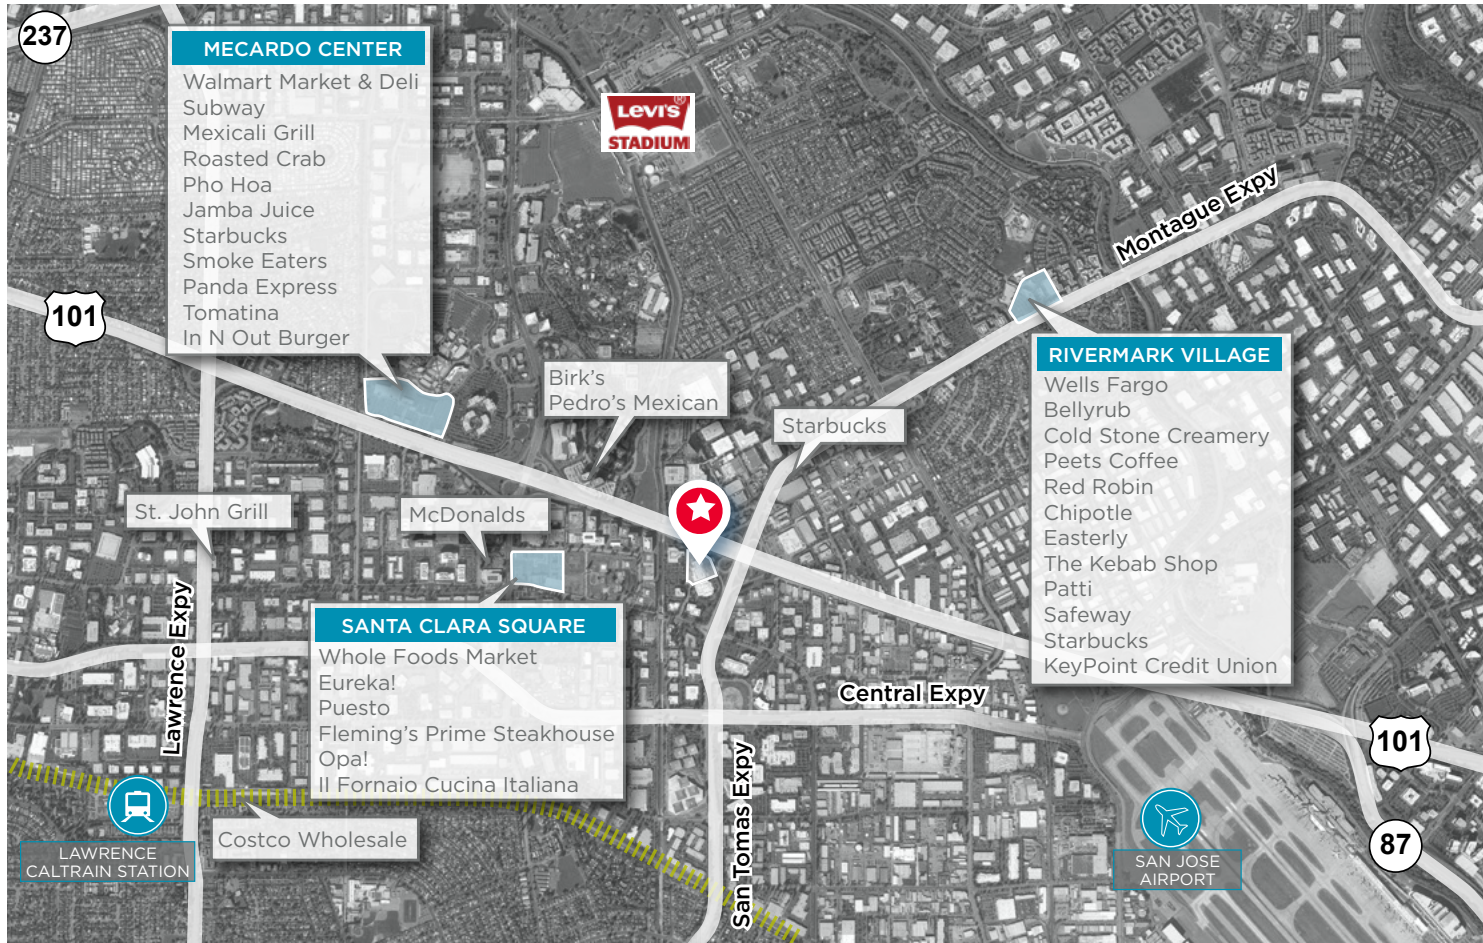 237
MECARDO CENTER
Walmart Market & Deli
Subway
Mexicali Grill
Roasted Crab
Pho Hoa
Jamba Juice
Starbucks
Smoke Eaters
Panda Express
Tomatina
In N Out Burger
LEVI'S®
STADIUM
Montague Expy
101
RIVERMARK VILLAGE
Wells Fargo
Bellyrub
Cold Stone Creamery
Peets Coffee
Red Robin
Chipotle
Easterly
The Kebab Shop
Patti
Safeway
Starbucks
KeyPoint Credit Union
Birk's
Pedro's Mexican
Starbucks
St. John Grill
McDonalds
SANTA CLARA SQUARE
Whole Foods Market
Eureka!
Puesto
Fleming's Prime Steakhouse
Opa!
Il Fornaio Cucina Italiana
Lawrence Expy
Central Expy
101
San Tomas Expy
Costco Wholesale
LAWRENCE
CALTRAIN STATION
SAN JOSE
AIRPORT
87